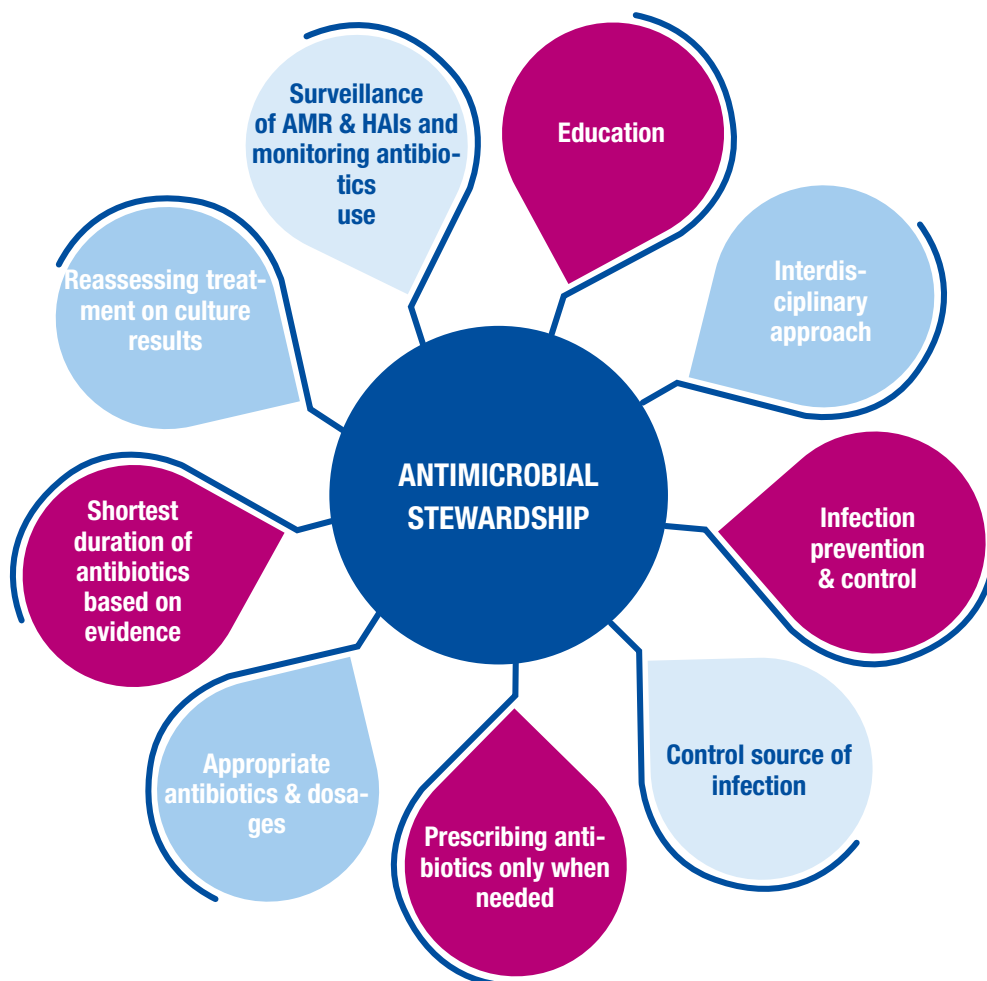 Surveillance
of AMR & HAIs and
monitoring antibio-
tics
use
Education
Interdis-
ciplinary
approach
Infection
prevention
& control
Control source of
infection
Prescribing anti-
biotics only when
needed
Appropriate
antibiotics & dosa-
ges
Shortest
duration of
antibiotics
based on
evidence
Reassessing treat-
ment on culture
results
ANTIMICROBIAL
STEWARDSHIP